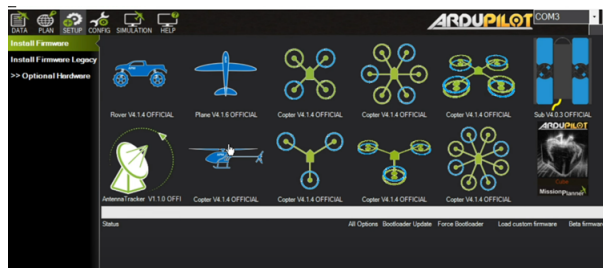 ARDUPILOT
COM3
DATA PLAN SETUP CONFIG SIMULATION HELP
Install Firmware
Install Firmware Legacy
>> Optional Hardware
Rover V4.1.4 OFFICIAL
Plane V4.1.6 OFFICIAL
Copter V4.1.4 OFFICIAL
Copter V4.1.4 OFFICIAL
Copter V4.1.4 OFFICIAL
Sub V4.0.3 OFFICIAL
ARDUPILOT
Cube
Mission Planner
AntennaTracker V1.1.0 OFFI
Copter V4.1.4 OFFICIAL
Copter V4.1.4 OFFICIAL
Copter V4.1.4 OFFICIAL
Copter V4.1.4 OFFICIAL
Status
All Options Bootloader Update Force Bootloader Load custom firmware Beta firmwar